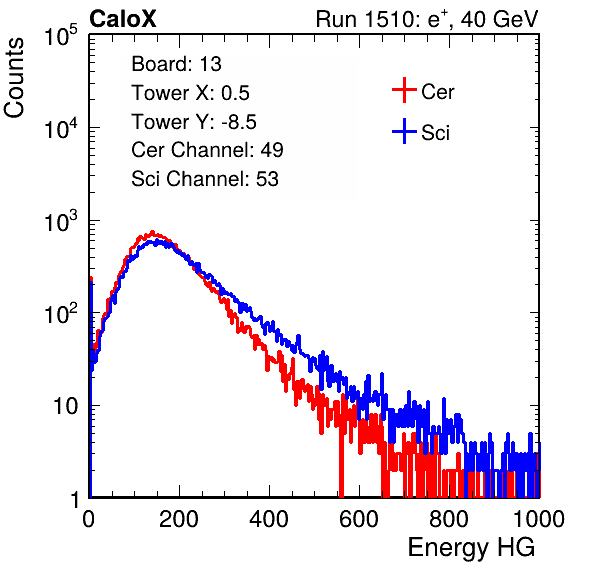 CaloX Run 1510: e⁺, 40 GeV
Counts
Board: 13
Tower X: 0.5
Tower Y: -8.5
Cer Channel: 49
Sci Channel: 53
Cer
Sci
10⁵
10⁴
10³
10²
10
1
0 200 400 600 800 1000
Energy HG